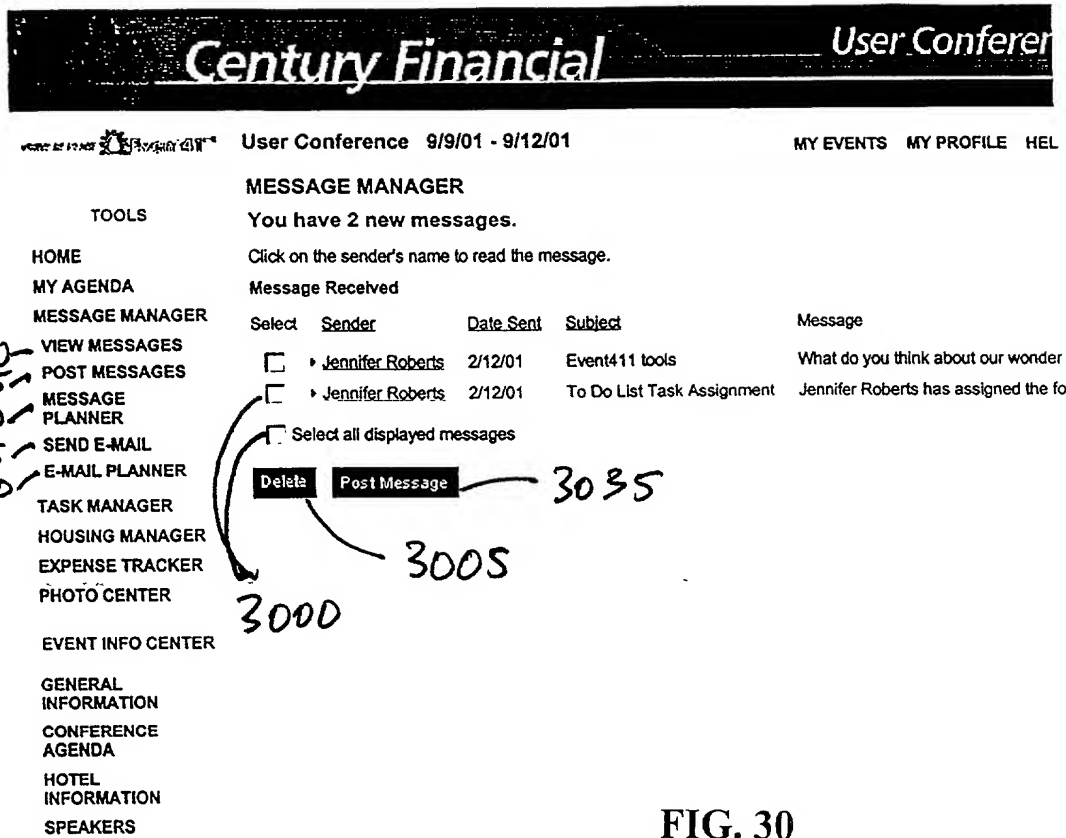 Century Financial User Conferen
User Conference 9/9/01 - 9/12/01 MY EVENTS MY PROFILE HEL
MESSAGE MANAGER
TOOLS
You have 2 new messages.
HOME
Click on the sender's name to read the message.
MY AGENDA
Message Received
MESSAGE MANAGER
Select Sender Date Sent Subject Message
VIEW MESSAGES
Jennifer Roberts 2/12/01 Event411 tools What do you think about our wonder
POST MESSAGES
Jennifer Roberts 2/12/01 To Do List Task Assignment Jennifer Roberts has assigned the fo
MESSAGE
PLANNER
Select all displayed messages
SEND E-MAIL
E-MAIL PLANNER
Delete Post Message 3035
TASK MANAGER
HOUSING MANAGER
3005
EXPENSE TRACKER
PHOTO CENTER
3000
EVENT INFO CENTER
GENERAL
INFORMATION
CONFERENCE
AGENDA
HOTEL
INFORMATION
SPEAKERS
FIG. 30